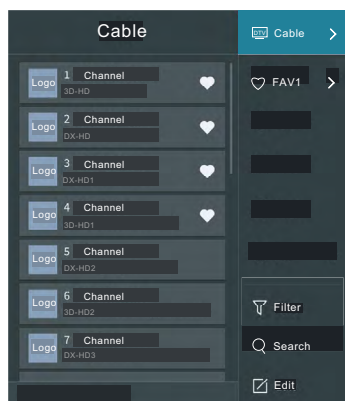 Cable
Logo
1 Channel
3D-HD
Logo
2 Channel
DX-HD
Logo
3 Channel
DX-HD1
Logo
4 Channel
3D-HD1
Logo
5 Channel
DX-HD2
Logo
6 Channel
3D-HD2
Logo
7 Channel
DX-HD3
DTV Cable
FAV1
Filter
Search
Edit